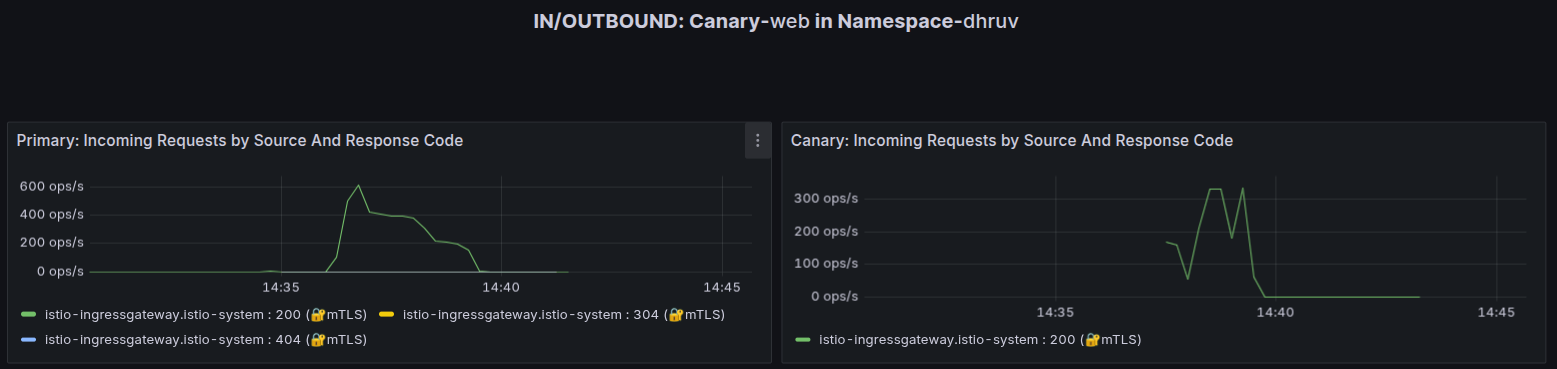 IN/OUTBOUND: Canary-web in Namespace-dhruv
Primary: Incoming Requests by Source And Response Code
600 ops/s
400 ops/s
200 ops/s
0 ops/s
14:35 14:40 14:45
istio-ingressgateway.istio-system : 200 (🔐mTLS) istio-ingressgateway.istio-system : 304 (🔐mTLS)
istio-ingressgateway.istio-system : 404 (🔐mTLS)
Canary: Incoming Requests by Source And Response Code
300 ops/s
200 ops/s
100 ops/s
0 ops/s
14:35 14:40 14:45
istio-ingressgateway.istio-system : 200 (🔐mTLS)